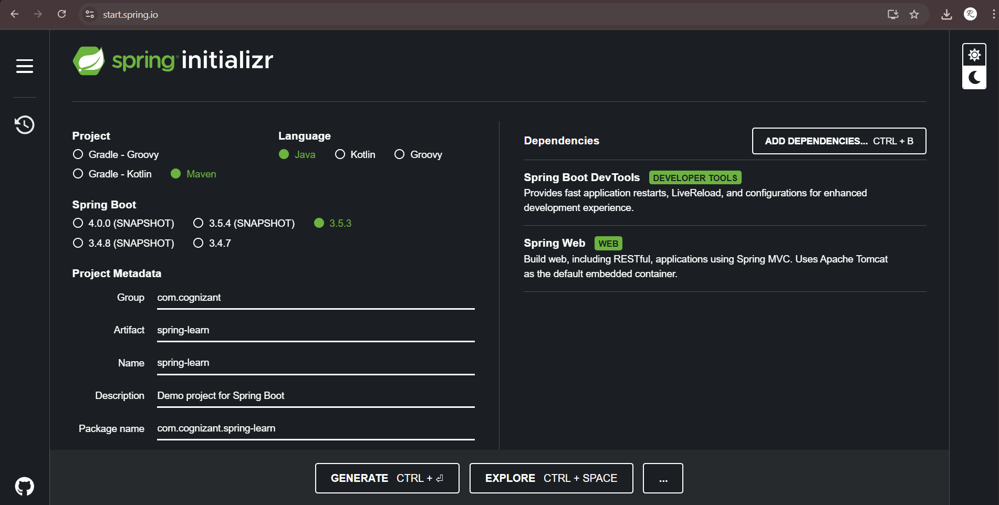 start.spring.io
spring initializr
Project
Gradle - Groovy
Gradle - Kotlin Maven
Language
Java Kotlin Groovy
Spring Boot
4.0.0 (SNAPSHOT) 3.5.4 (SNAPSHOT) 3.5.3
3.4.8 (SNAPSHOT) 3.4.7
Project Metadata
Group com.cognizant
Artifact spring-learn
Name spring-learn
Description Demo project for Spring Boot
Package name com.cognizant.spring-learn
Dependencies
ADD DEPENDENCIES... CTRL + B
Spring Boot DevTools DEVELOPER TOOLS
Provides fast application restarts, LiveReload, and configurations for enhanced
development experience.
Spring Web WEB
Build web, including RESTful, applications using Spring MVC. Uses Apache Tomcat
as the default embedded container.
GENERATE CTRL + ⏎
EXPLORE CTRL + SPACE
...
R